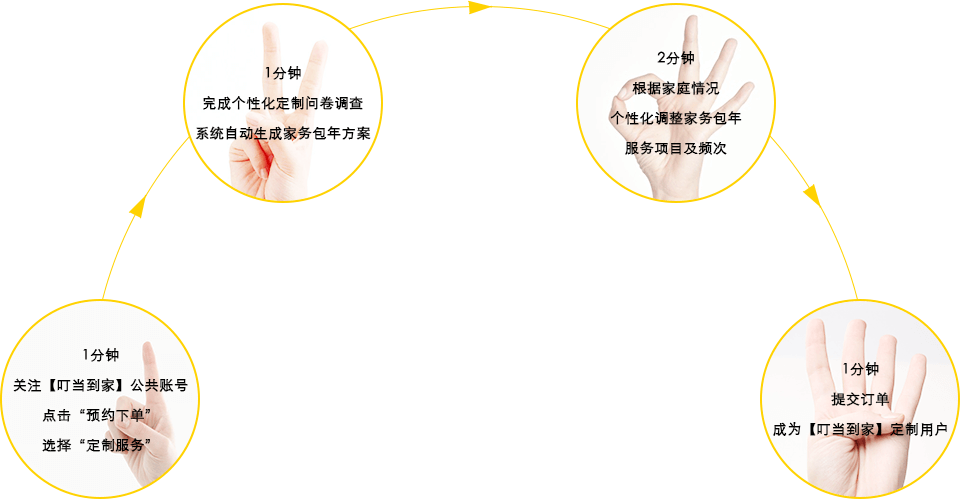 1分钟
关注【叮当到家】公共账号
点击“预约下单”
选择“定制服务”
1分钟
完成个性化定制问卷调查
系统自动生成家务包年方案
2分钟
根据家庭情况
个性化调整家务包年
服务项目及频次
1分钟
提交订单
成为【叮当到家】定制用户